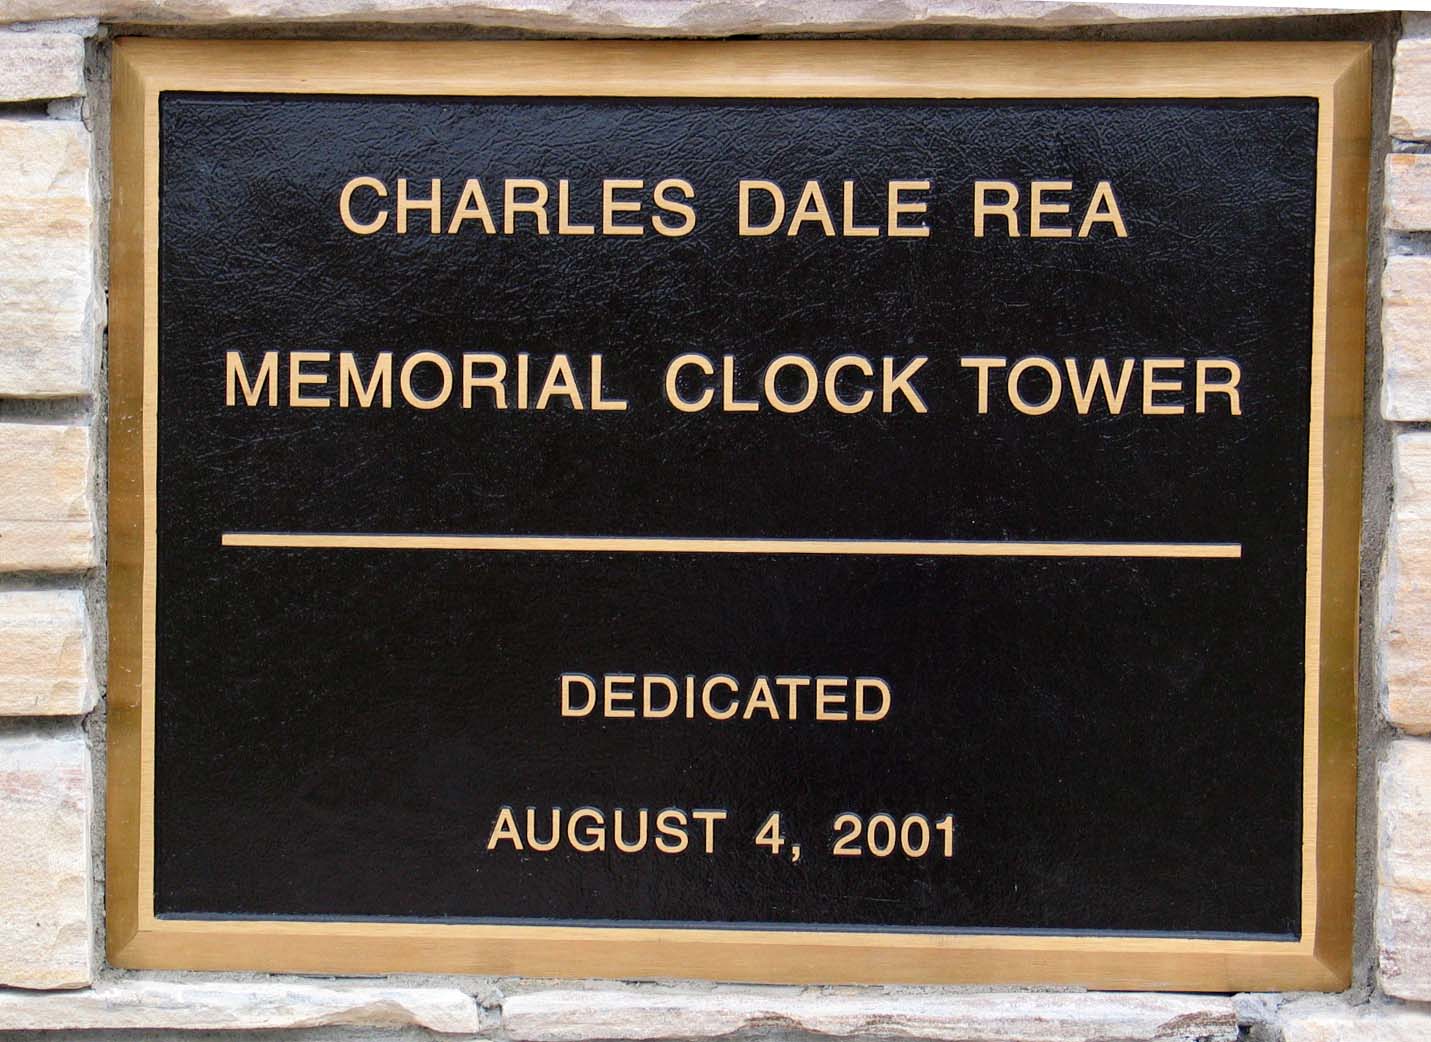 CHARLES DALE REA
MEMORIAL CLOCK TOWER
DEDICATED
AUGUST 4, 2001